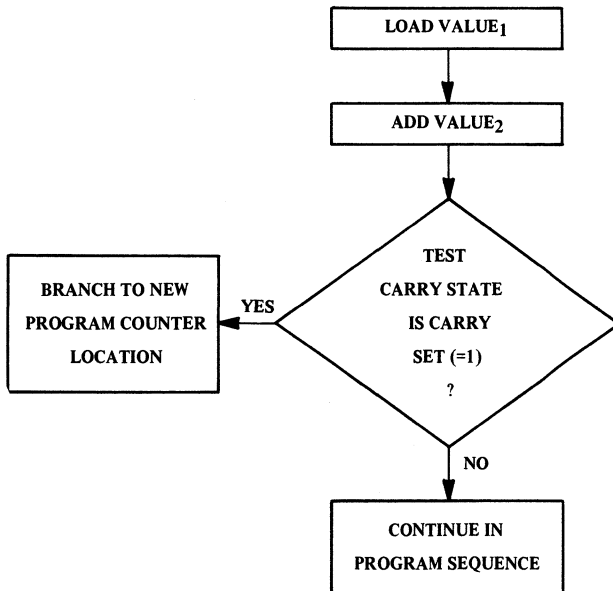 LOAD VALUE1
ADD VALUE2
TEST
CARRY STATE
IS CARRY
SET (=1)
?
YES
BRANCH TO NEW
PROGRAM COUNTER
LOCATION
NO
CONTINUE IN
PROGRAM SEQUENCE